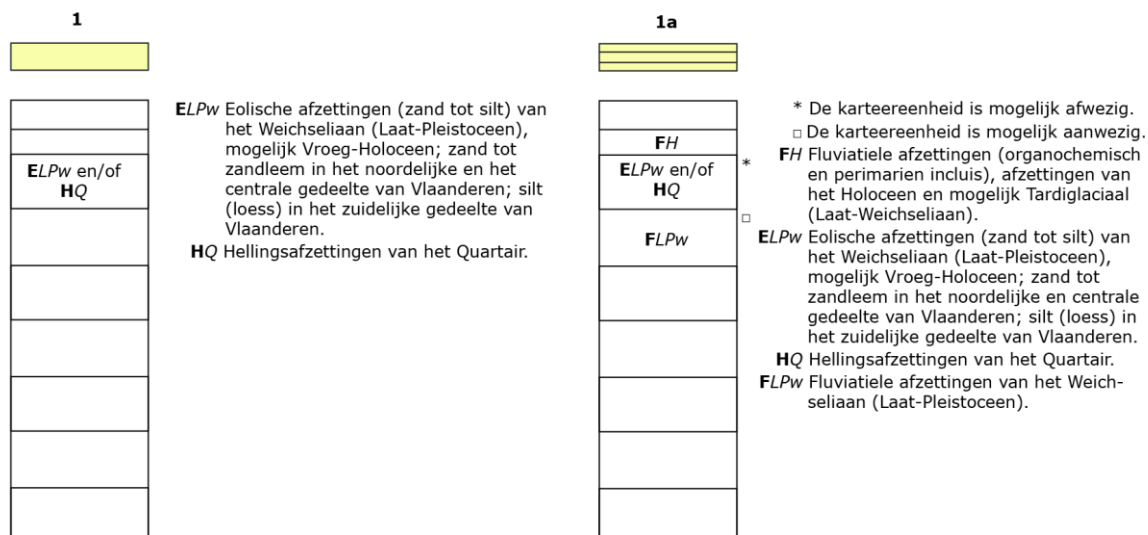 1
ELPw en/of
HQ
ELPw Eolische afzettingen (zand tot silt) van
het Weichseliaan (Laat-Pleistoceen),
mogelijk Vroeg-Holoceen; zand tot
zandleem in het noordelijke en het
centrale gedeelte van Vlaanderen; silt
(loess) in het zuidelijke gedeelte van
Vlaanderen.
HQ Hellingsafzettingen van het Quartair.
1a
FH
ELPw en/of
HQ
*
□
FLPw
* De karteereenheid is mogelijk afwezig.
□ De karteereenheid is mogelijk aanwezig.
FH Fluviatiele afzettingen (organochemisch
en perimarien incluis), afzettingen van
het Holoceen en mogelijk Tardiglaciaal
(Laat-Weichseliaan).
ELPw Eolische afzettingen (zand tot silt) van
het Weichseliaan (Laat-Pleistoceen),
mogelijk Vroeg-Holoceen; zand tot
zandleem in het noordelijke en centrale
gedeelte van Vlaanderen; silt (loess) in
het zuidelijke gedeelte van Vlaanderen.
HQ Hellingsafzettingen van het Quartair.
FLPw Fluviatiele afzettingen van het Weich-
seliaan (Laat-Pleistoceen).